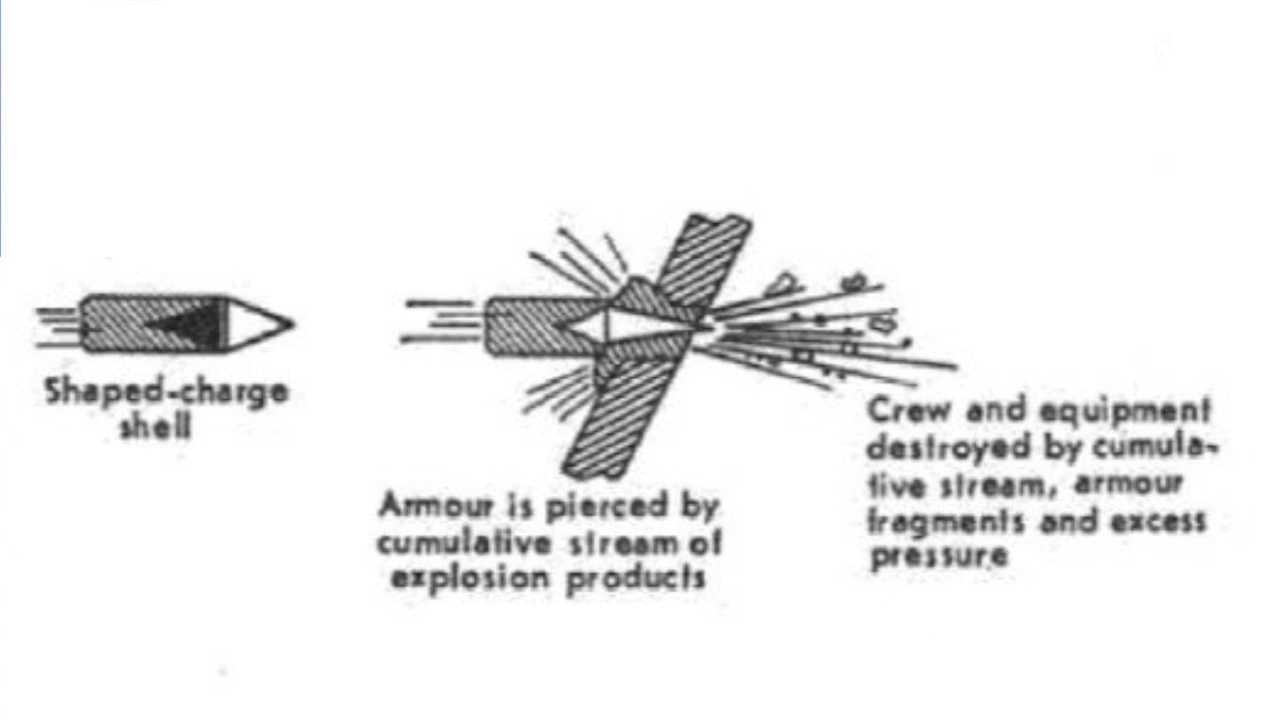 Shaped-charge
shell
Armour is pierced by
cumulative stream of
explosion products
Crew and equipment
destroyed by cumula-
tive stream, armour
fragments and excess
pressure